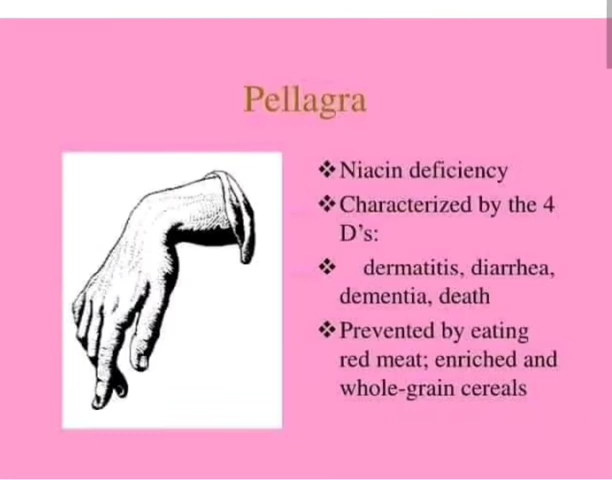 Pellagra
❖Niacin deficiency
❖Characterized by the 4
D's:
❖ dermatitis, diarrhea,
dementia, death
❖Prevented by eating
red meat; enriched and
whole-grain cereals